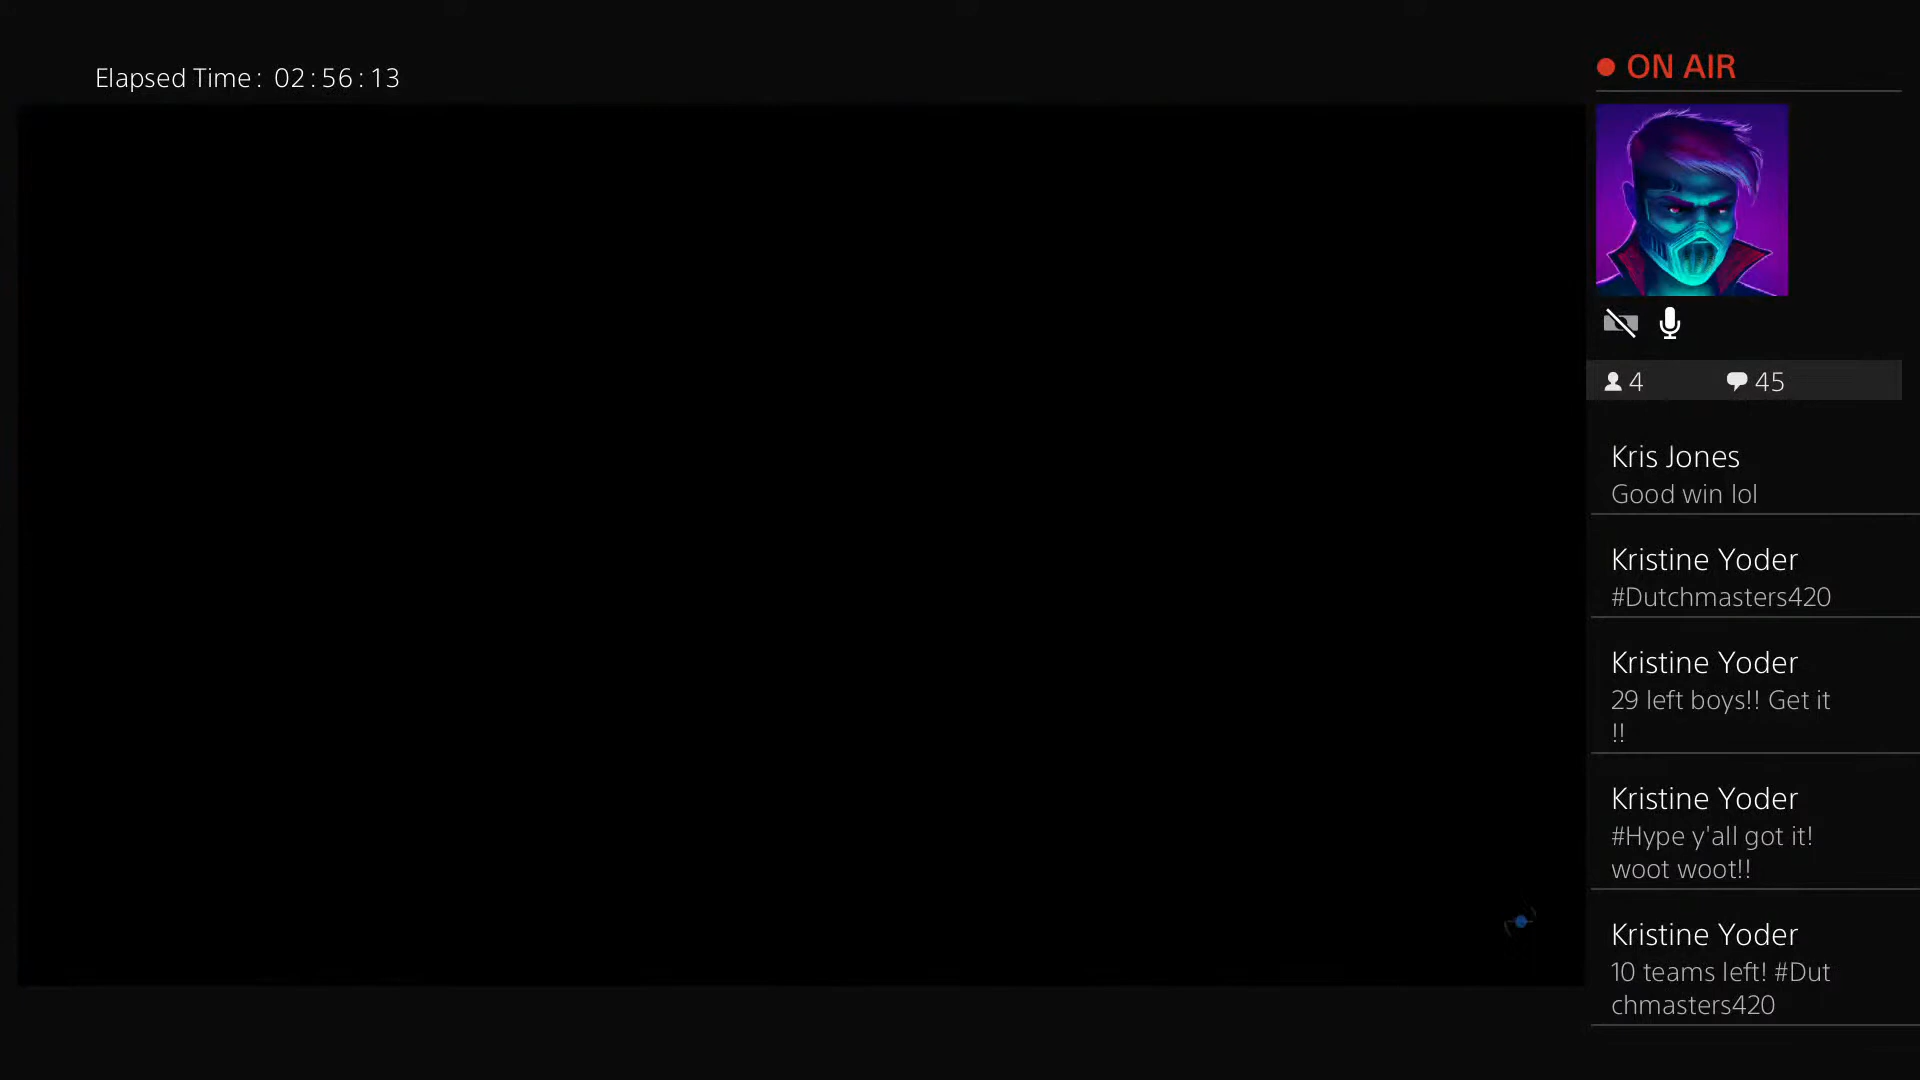 Elapsed Time: 02:56:13
ON AIR
4
45
Kris Jones
Good win lol
Kristine Yoder
#Dutchmasters420
Kristine Yoder
29 left boys!! Get it
!!
Kristine Yoder
#Hype y'all got it!
woot woot!!
Kristine Yoder
10 teams left! #Dut
chmasters420